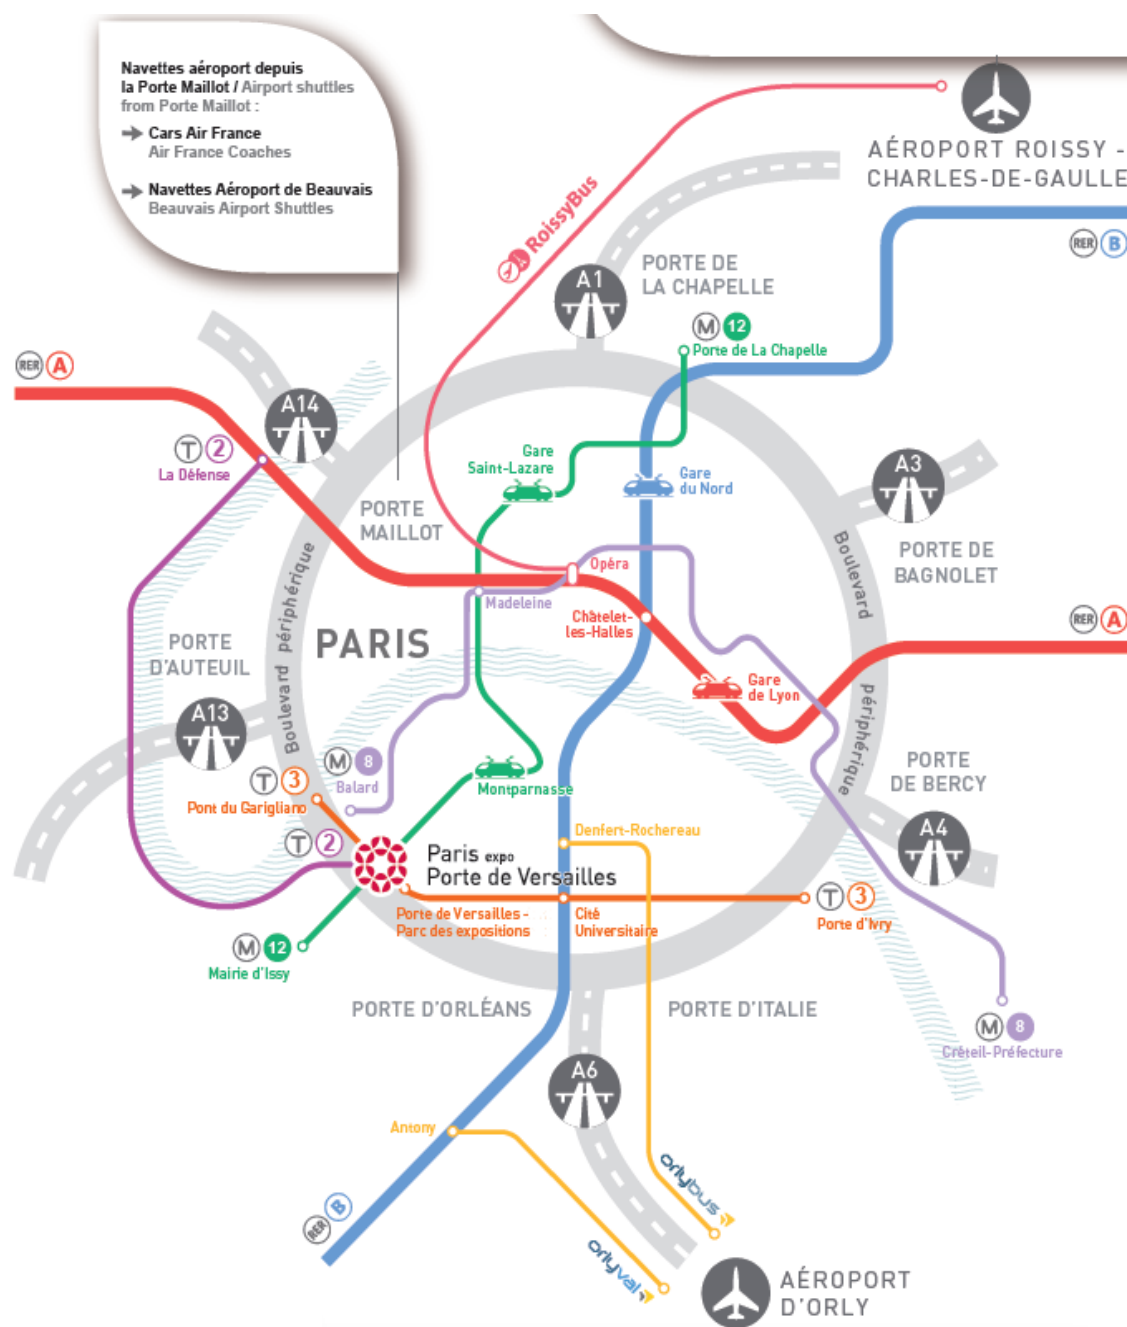 Navettes aéroport depuis
la Porte Maillot / Airport shuttles
from Porte Maillot :
Cars Air France
Air France Coaches
Navettes Aéroport de Beauvais
Beauvais Airport Shuttles
AÉROPORT ROISSY -
CHARLES-DE-GAULLE
RoissyBus
RER B
PORTE DE
LA CHAPELLE
A1
M 12
Porte de La Chapelle
RER A
A14
T 2
La Défense
Gare
Saint-Lazare
Gare
du Nord
A3
PORTE
MAILLOT
PORTE DE
BAGNOLET
Boulevard périphérique
Boulevard
périphérique
Opéra
Madeleine
Châtelet-
les-Halles
RER A
PARIS
PORTE
D'AUTEUIL
Gare
de Lyon
A13
M 8
Balard
T 3
Pont du Garigliano
Montparnasse
PORTE
DE BERCY
A4
Denfert-Rochereau
T 2
Paris expo
Porte de Versailles
Porte de Versailles -
Parc des expositions
Cité
Universitaire
T 3
Porte d'Ivry
M 12
Mairie d'Issy
PORTE D'ORLÉANS
PORTE D'ITALIE
M 8
Créteil-Préfecture
A6
Antony
orlybus
RER B
orlyval
AÉROPORT
D'ORLY